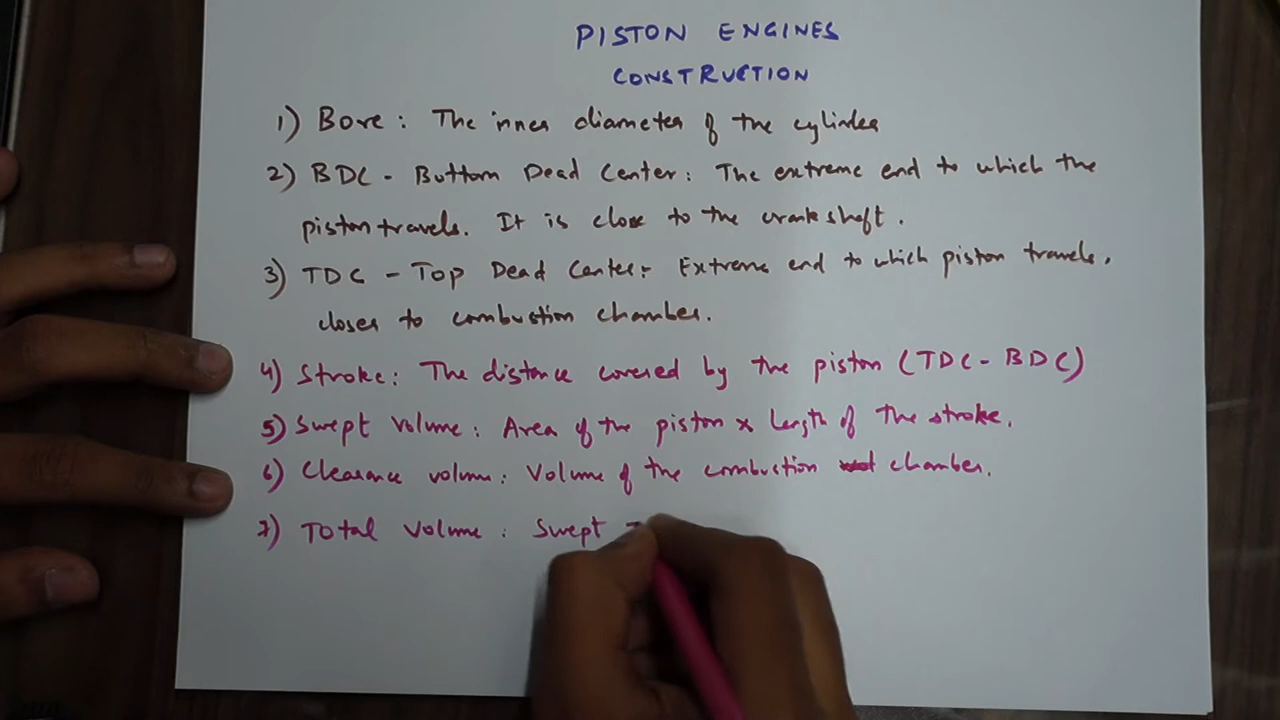 PISTON ENGINES
CONSTRUCTION
1) Bore: The inner diameter of the cylinder
2) BDC - Bottom Dead Center: The extreme end to which the
piston travels. It is close to the crankshaft.
3) TDC - Top Dead Center: Extreme end to which piston travels,
closer to combustion chamber.
4) Stroke: The distance covered by the piston (TDC - BDC)
5) Swept Volume: Area of the piston x Length of the stroke.
6) Clearance volume: Volume of the combustion chamber.
7) Total Volume: Swept